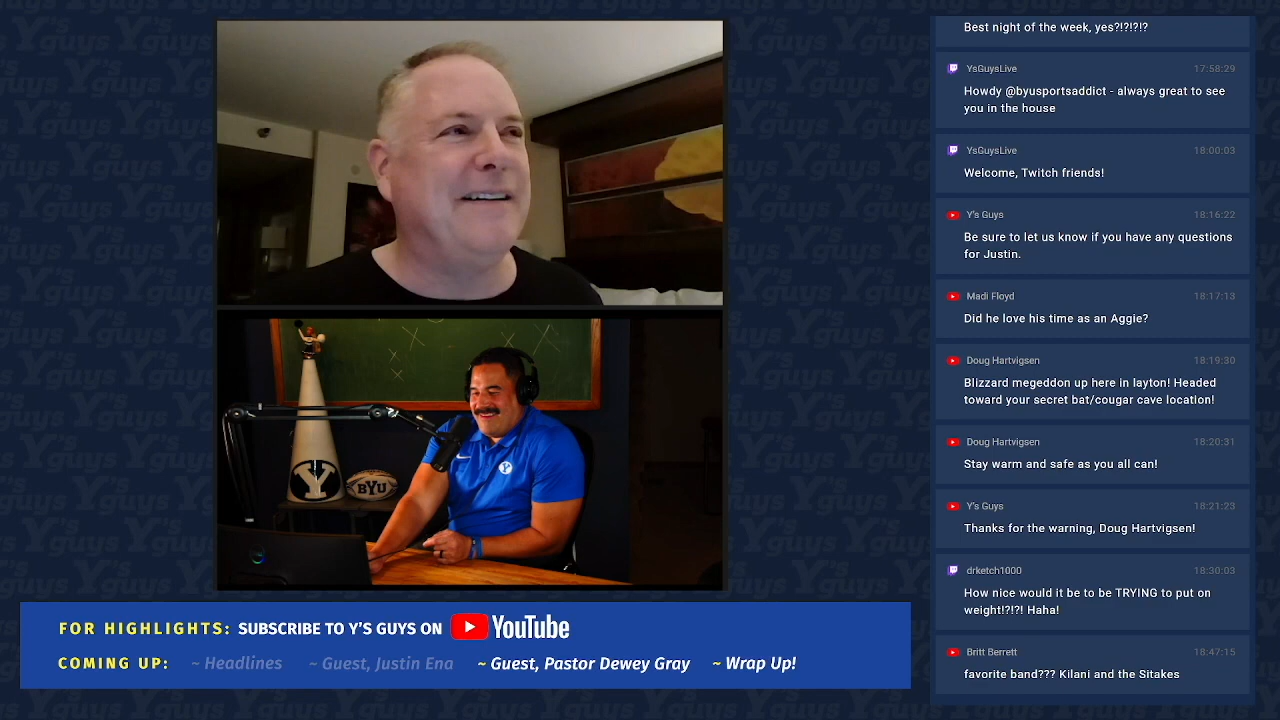 Best night of the week, yes?!?!?!?
YsGuysLive 17:58:29
Howdy @byusportsaddict - always great to see
you in the house
YsGuysLive 18:00:03
Welcome, Twitch friends!
Y's Guys 18:16:22
Be sure to let us know if you have any questions
for Justin.
Madi Floyd 18:17:13
Did he love his time as an Aggie?
Doug Hartvigsen 18:19:30
Blizzard megeddon up here in layton! Headed
toward your secret bat/cougar cave location!
Doug Hartvigsen 18:20:31
Stay warm and safe as you all can!
Y's Guys 18:21:23
Thanks for the warning, Doug Hartvigsen!
drketch1000 18:30:03
How nice would it be to be TRYING to put on
weight!?!?! Haha!
Britt Berrett 18:47:15
favorite band??? Kilani and the Sitakes
Y
BYU
Y
FOR HIGHLIGHTS: SUBSCRIBE TO Y'S GUYS ON YouTube
COMING UP: ~ Headlines ~ Guest, Justin Ena ~ Guest, Pastor Dewey Gray ~ Wrap Up!